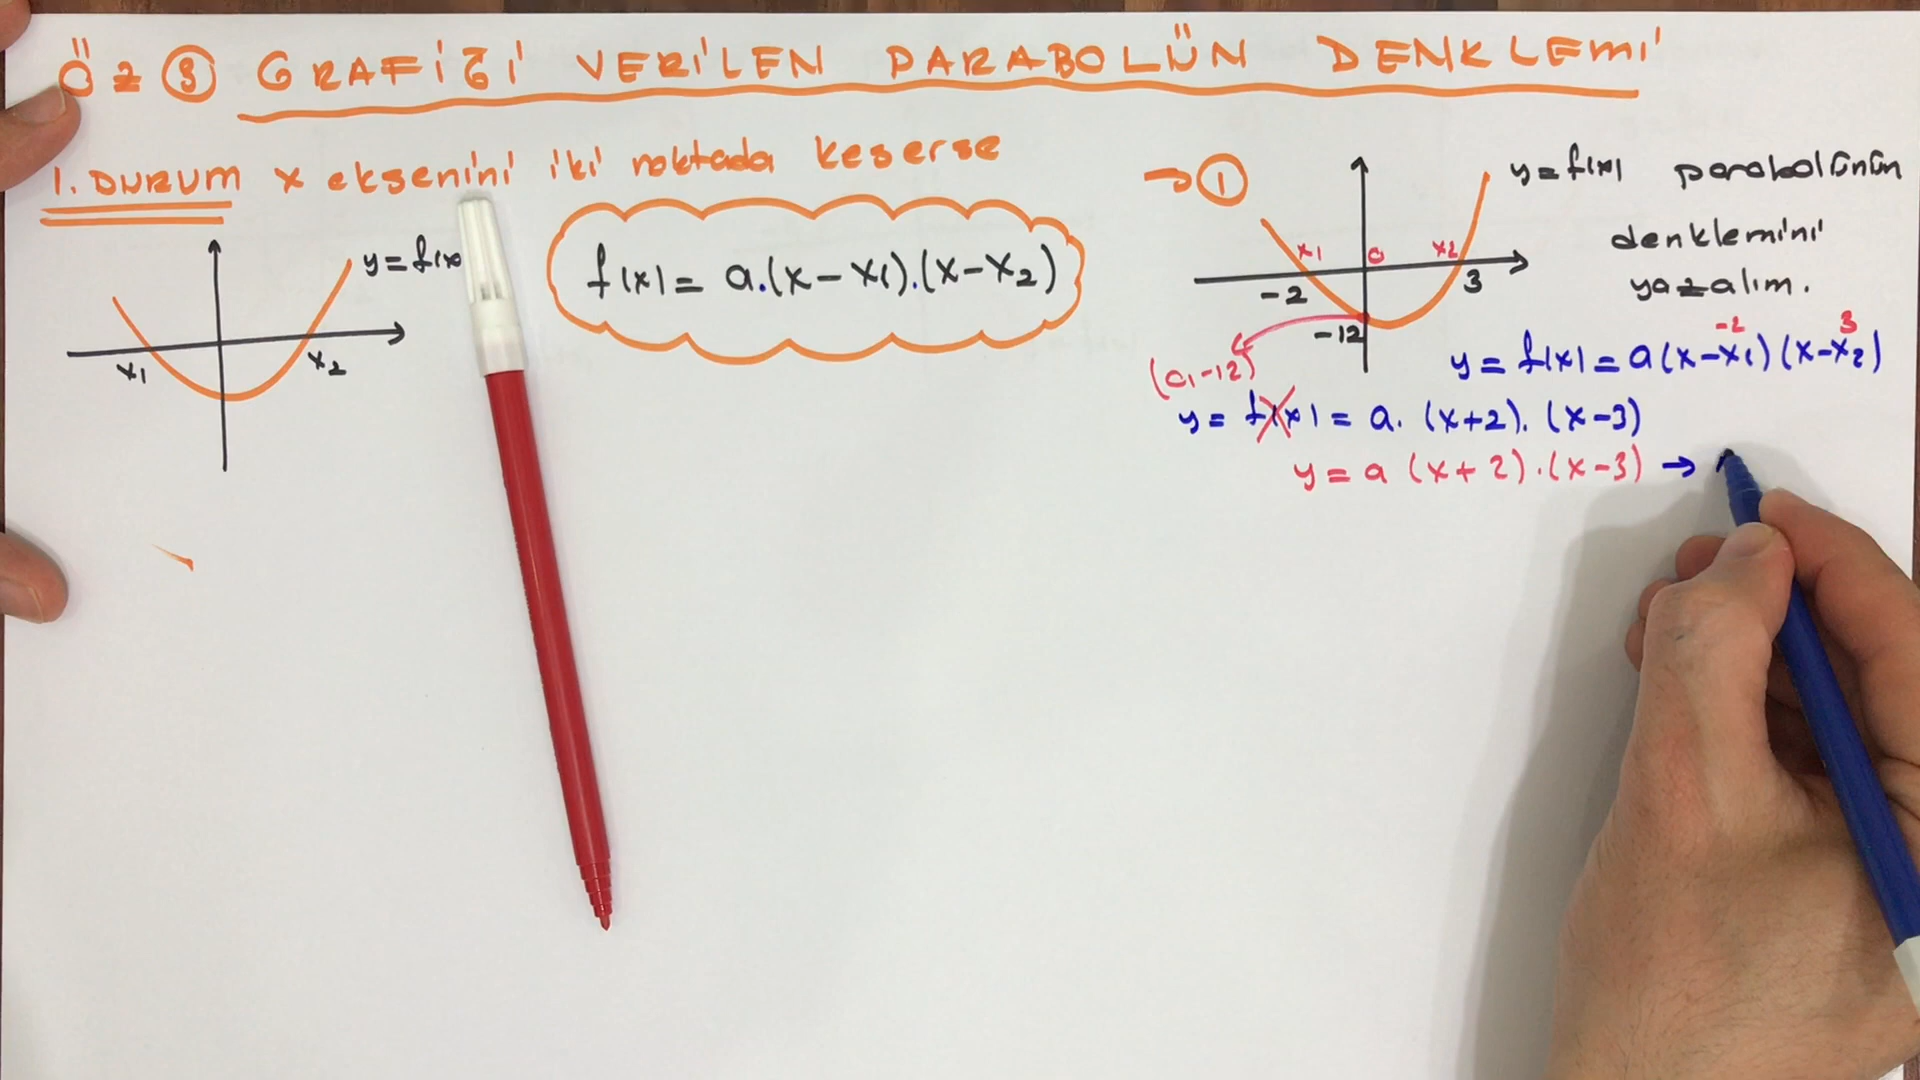 ÖZ ③ GRAFİĞİ VERİLEN PARABOLÜN DENKLEMİ
1. DURUM x eksenini iki noktada keserse
y = f(x
x₁
x₂
f(x) = a.(x-x₁).(x-x₂)
→ ①
y = f(x) parabolünün
denklemini
yazalım.
x₁ 0 x₂
-2 3
-12
(0,-12)
-2 3
y = f(x) = a(x-x₁)(x-x₂)
y = f(x) = a. (x+2). (x-3)
y = a (x+2).(x-3) →